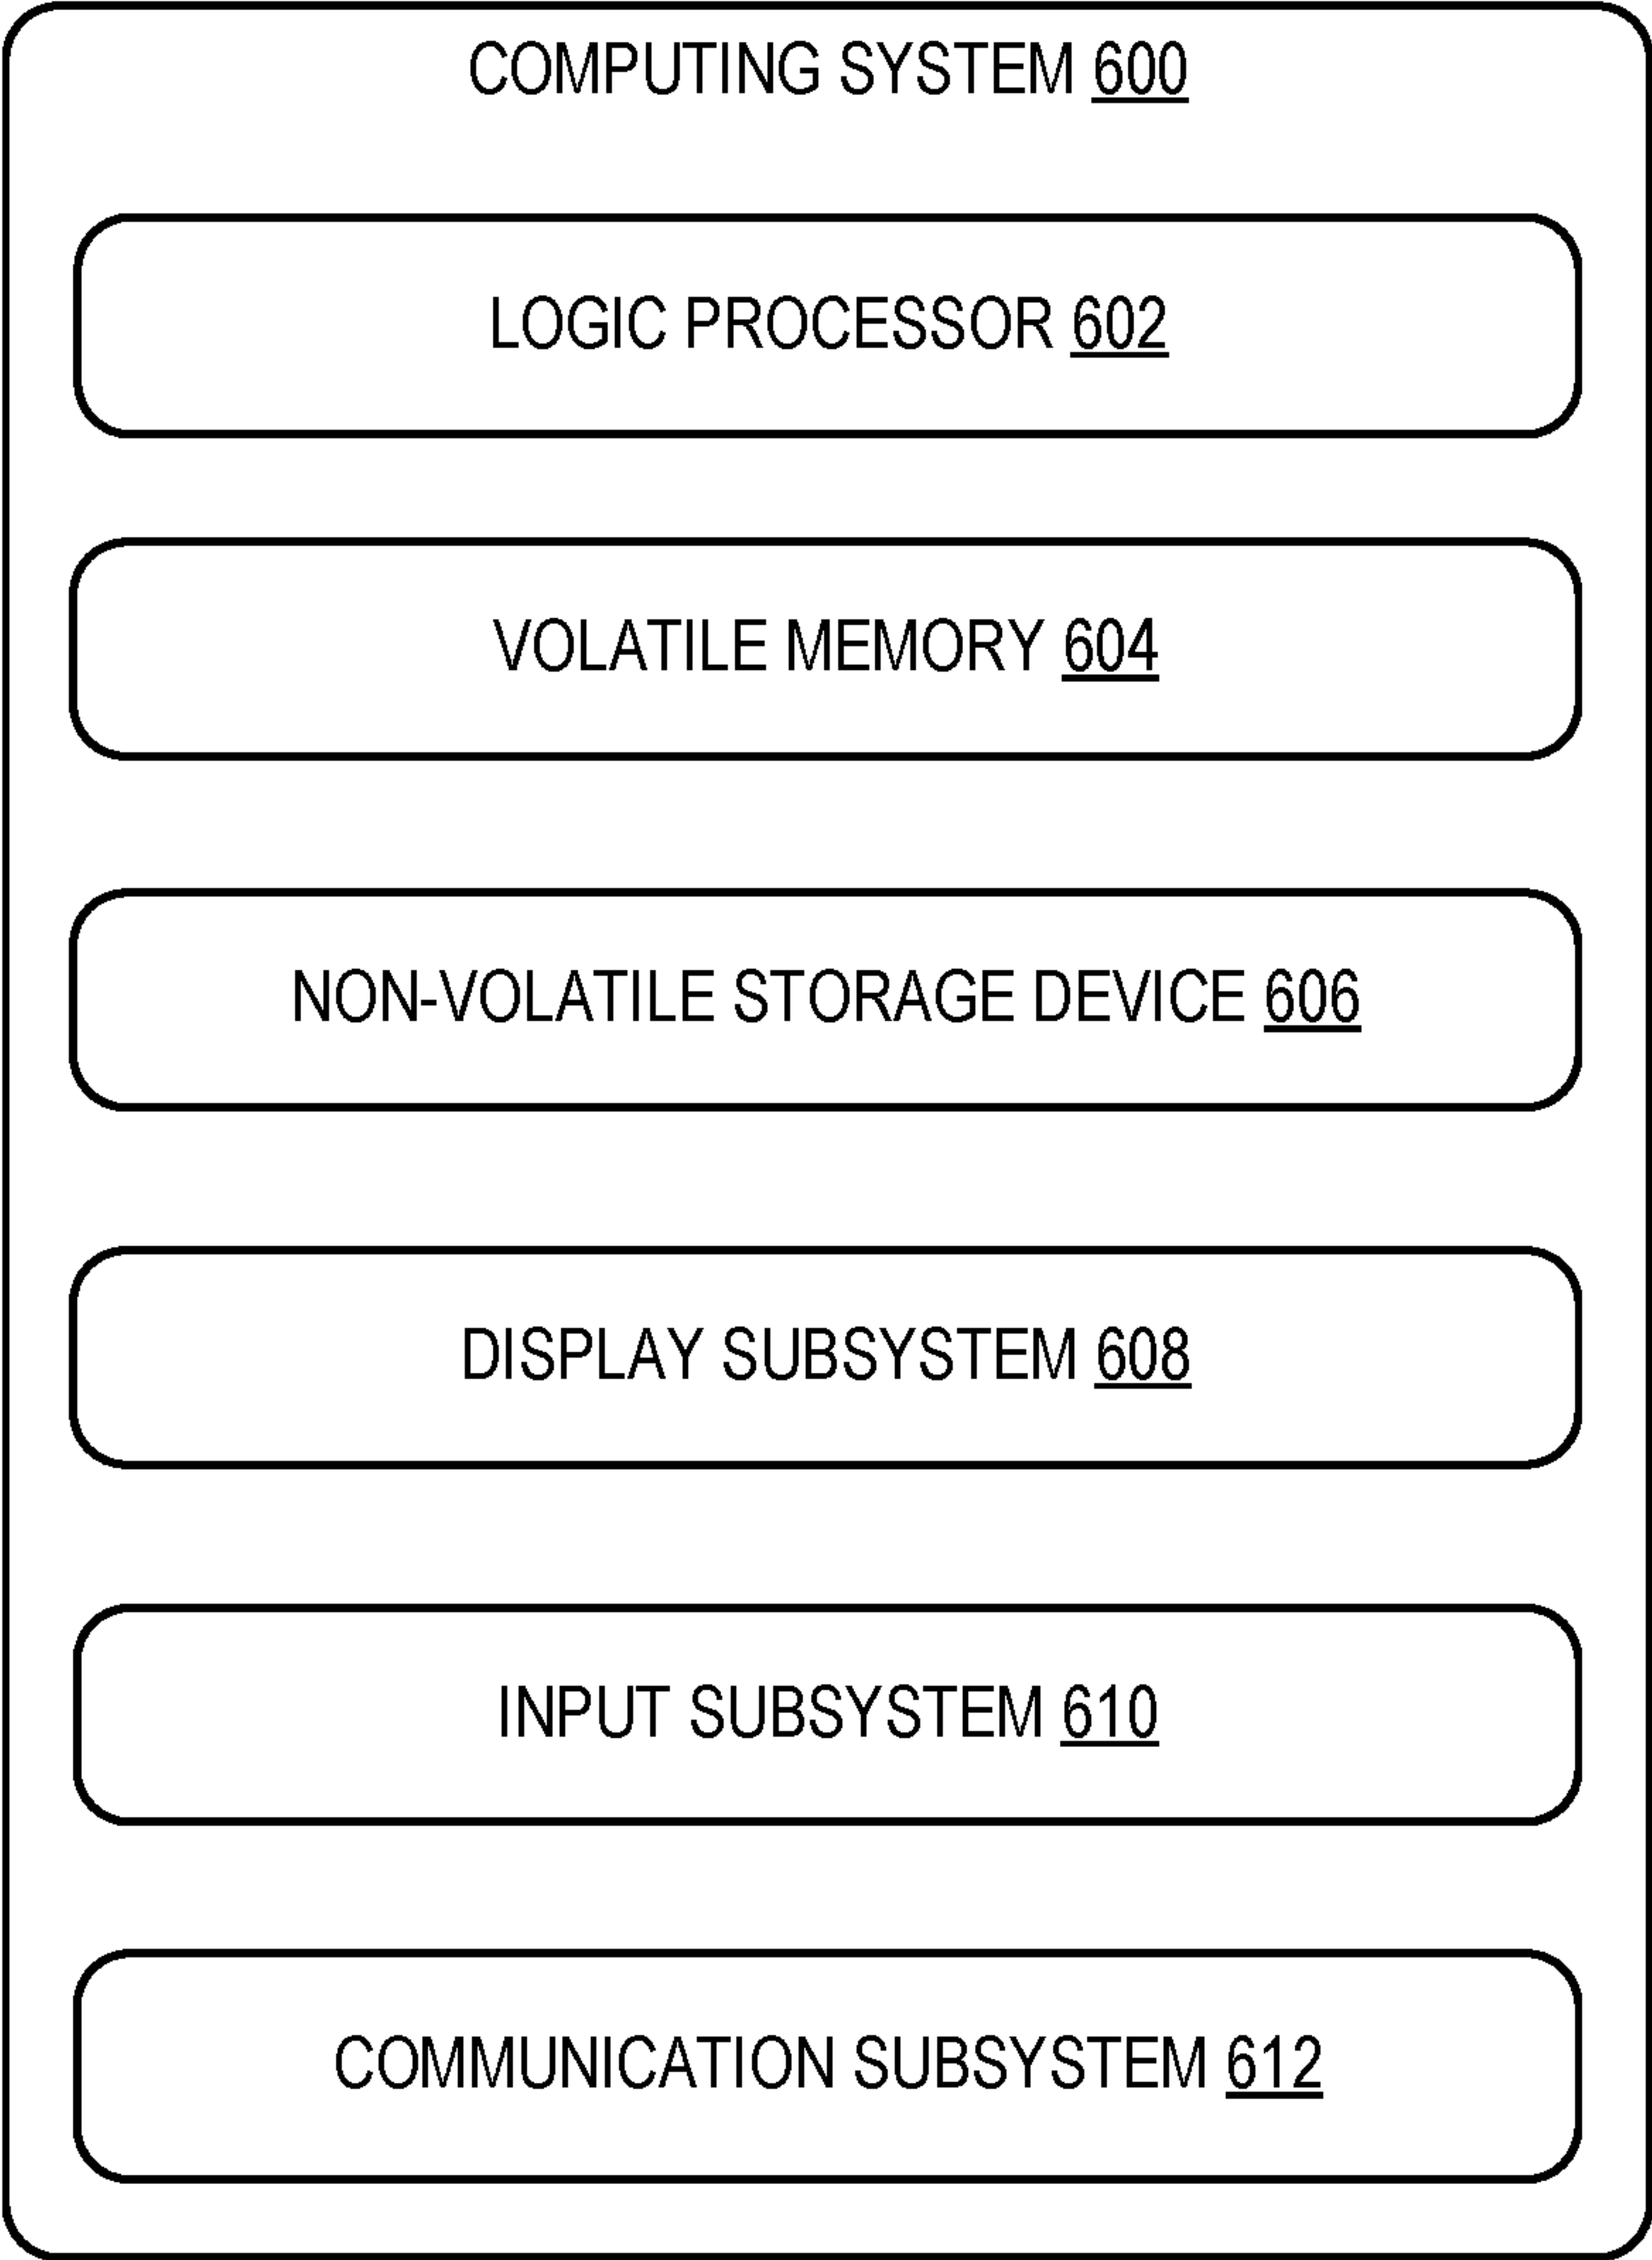 COMPUTING SYSTEM 600
LOGIC PROCESSOR 602
VOLATILE MEMORY 604
NON-VOLATILE STORAGE DEVICE 606
DISPLAY SUBSYSTEM 608
INPUT SUBSYSTEM 610
COMMUNICATION SUBSYSTEM 612